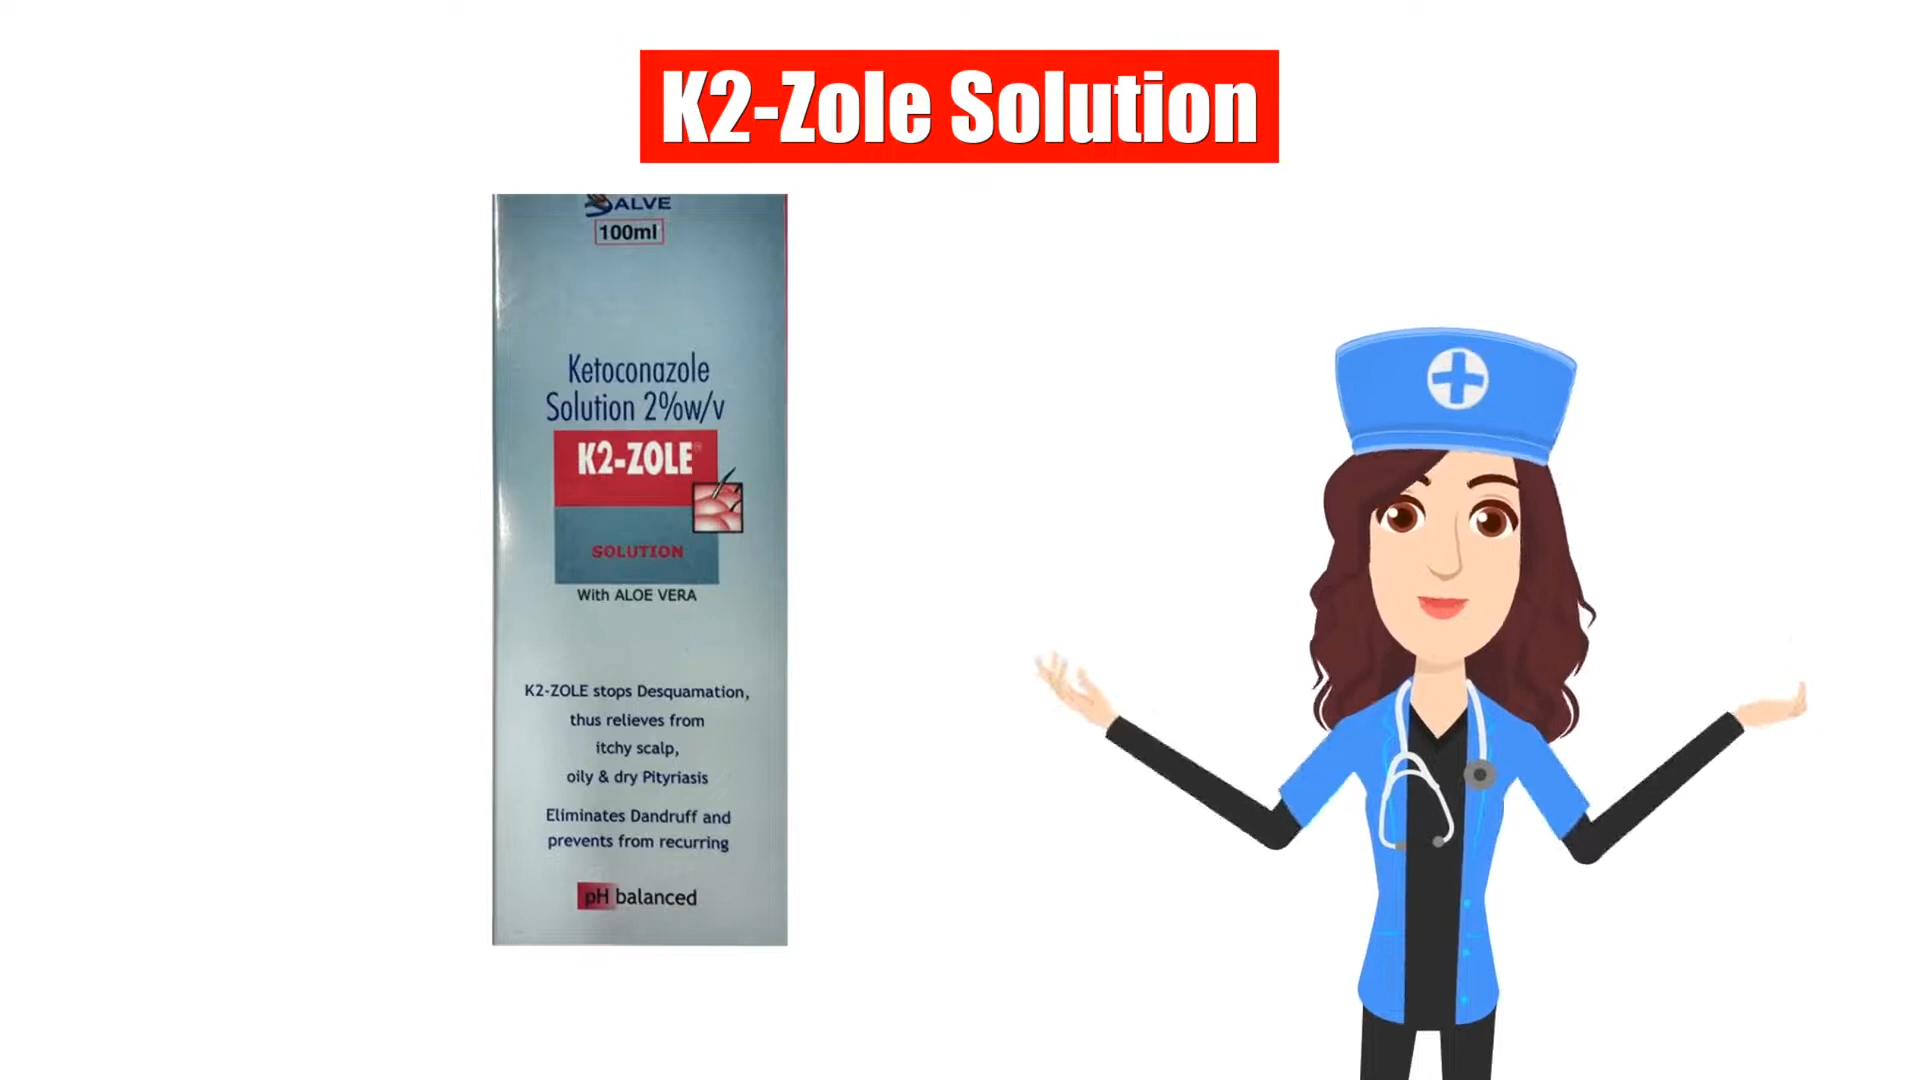 K2-Zole Solution
SALVE
100ml
Ketoconazole
Solution 2%w/v
K2-ZOLE
SOLUTION
With ALOE VERA
K2-ZOLE stops Desquamation,
thus relieves from
itchy scalp,
oily & dry Pityriasis
Eliminates Dandruff and
prevents from recurring
pH balanced